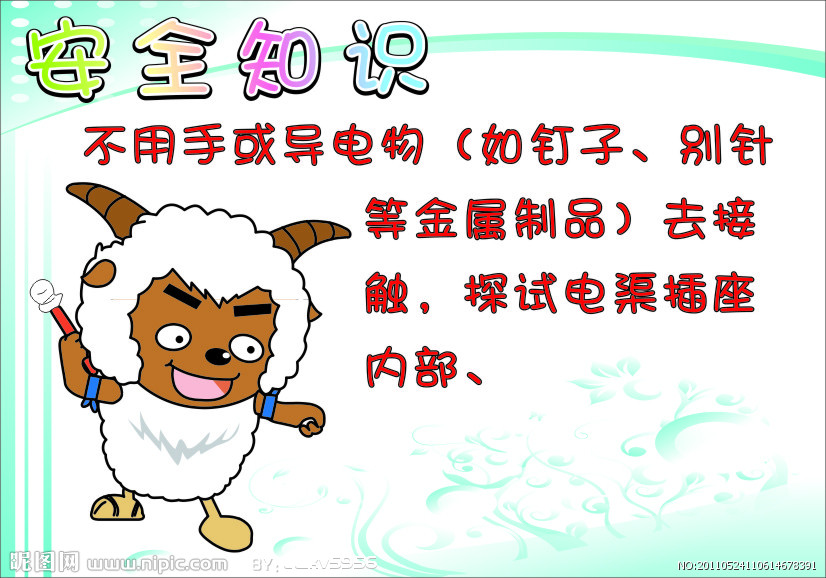 安全知识
不用手或导电物（如钉子、别针
等金属制品）去接
触，探试电渠插座
内部、
昵图网 www.nipic.com
NO:20110524110614678391